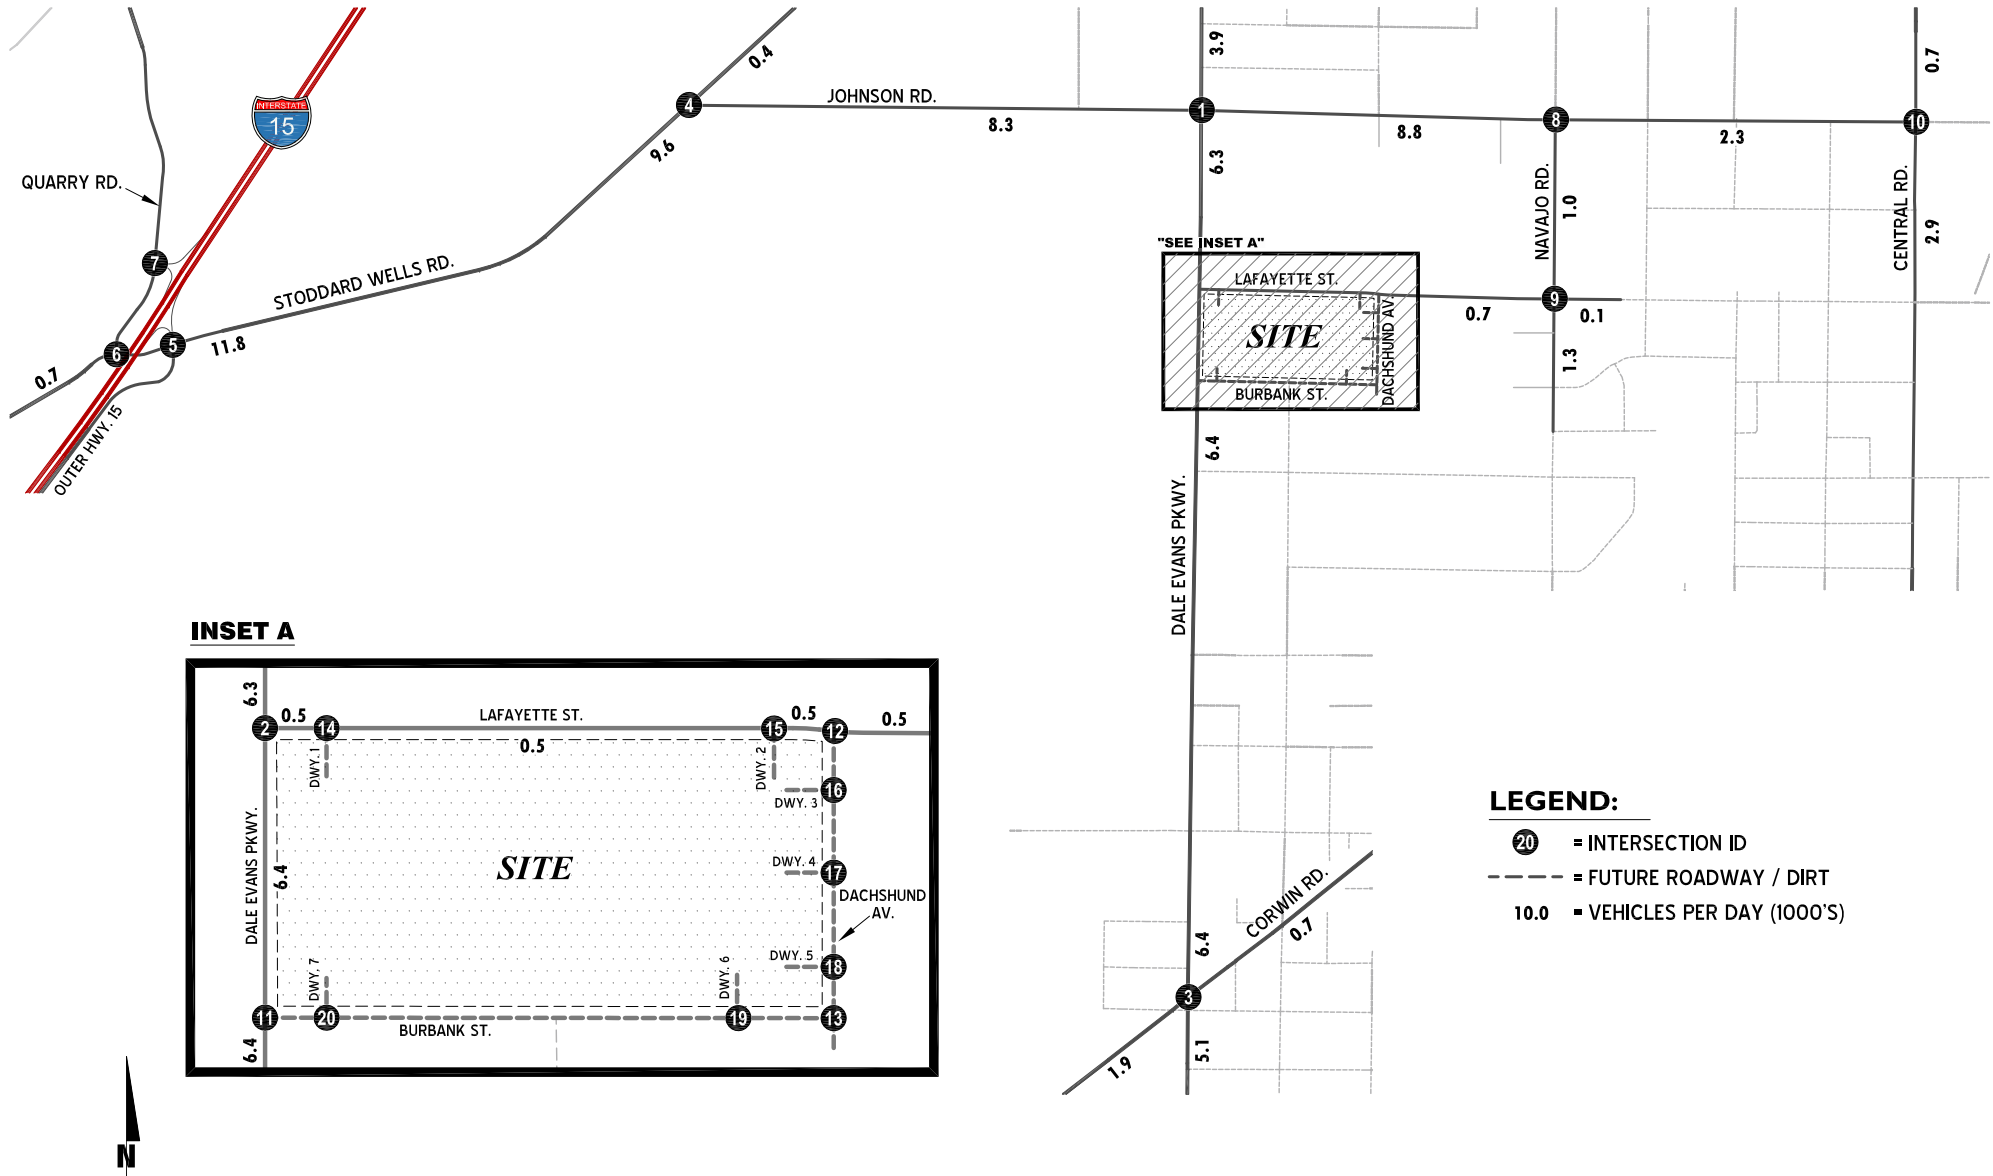 3.9
0.7
0.4
4
JOHNSON RD.
8.3
1
8.8
8
2.3
10
INTERSTATE
15
9.6
6.3
QUARRY RD.
NAVAJO RD.
1.0
CENTRAL RD.
2.9
"SEE INSET A"
7
STODDARD WELLS RD.
LAFAYETTE ST.
SITE
DACHSHUND AV.
BURBANK ST.
0.7
9
0.1
1.3
5
6
11.8
0.7
OUTER HWY. 15
6.4
DALE EVANS PKWY.
INSET A
6.3
2
0.5
14
LAFAYETTE ST.
0.5
15
0.5
12
0.5
DWY. 1
DWY. 2
16
DWY. 3
DALE EVANS PKWY.
6.4
SITE
DWY. 4
17
DACHSHUND
AV.
DWY. 5
18
DWY. 7
DWY. 6
11
20
BURBANK ST.
19
13
6.4
LEGEND:
20 = INTERSECTION ID
= FUTURE ROADWAY / DIRT
10.0 = VEHICLES PER DAY (1000'S)
CORWIN RD.
0.7
6.4
3
5.1
1.9
N